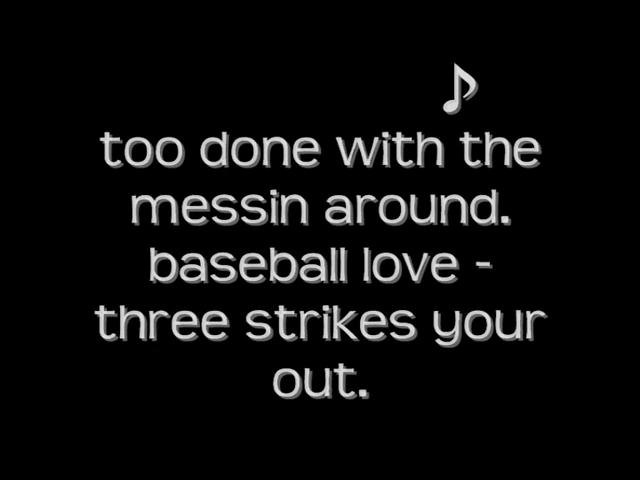 too done with the
messin around.
baseball love -
three strikes your
out.